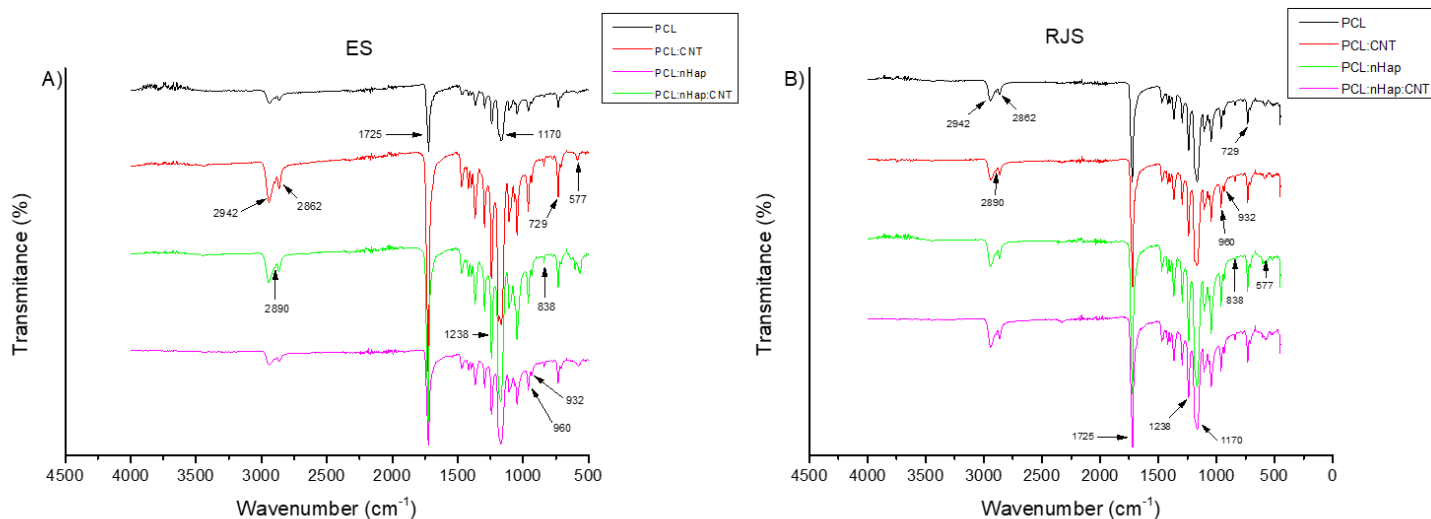 A)
ES
PCL
PCL:CNT
PCL:nHap
PCL:nHap:CNT
Transmitance (%)
1725
1170
2942
2862
729
577
2890
838
1238
932
960
4500 4000 3500 3000 2500 2000 1500 1000 500
Wavenumber (cm⁻¹)
B)
RJS
PCL
PCL:CNT
PCL:nHap
PCL:nHap:CNT
Transmitance (%)
2942
2862
729
2890
932
960
838
577
1725
1238
1170
4500 4000 3500 3000 2500 2000 1500 1000 500 0
Wavenumber (cm⁻¹)